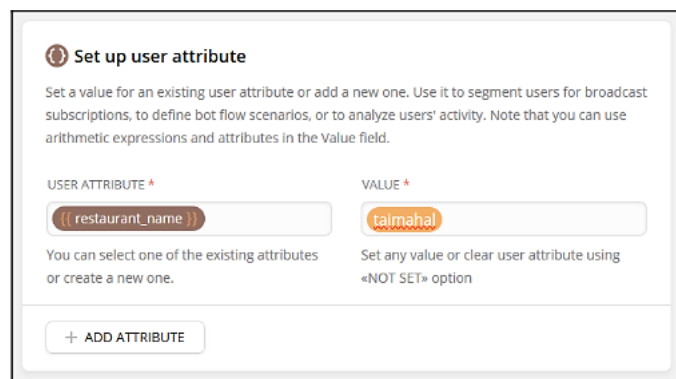 Set up user attribute
Set a value for an existing user attribute or add a new one. Use it to segment users for broadcast
subscriptions, to define bot flow scenarios, or to analyze users' activity. Note that you can use
arithmetic expressions and attributes in the Value field.
USER ATTRIBUTE * VALUE *
{{ restaurant_name }} tajmahal
You can select one of the existing attributes
or create a new one.
Set any value or clear user attribute using
«NOT SET» option
+ ADD ATTRIBUTE